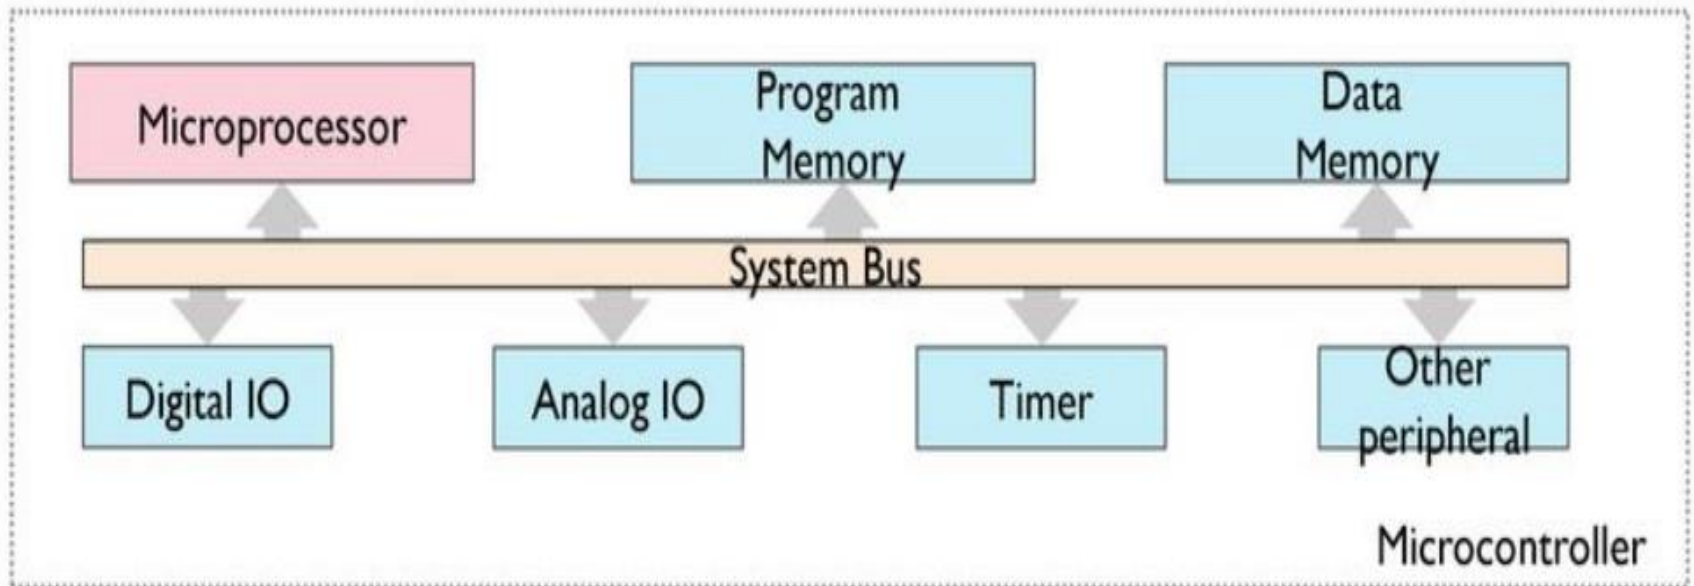 Microprocessor
Program
Memory
Data
Memory
System Bus
Digital IO
Analog IO
Timer
Other
peripheral
Microcontroller